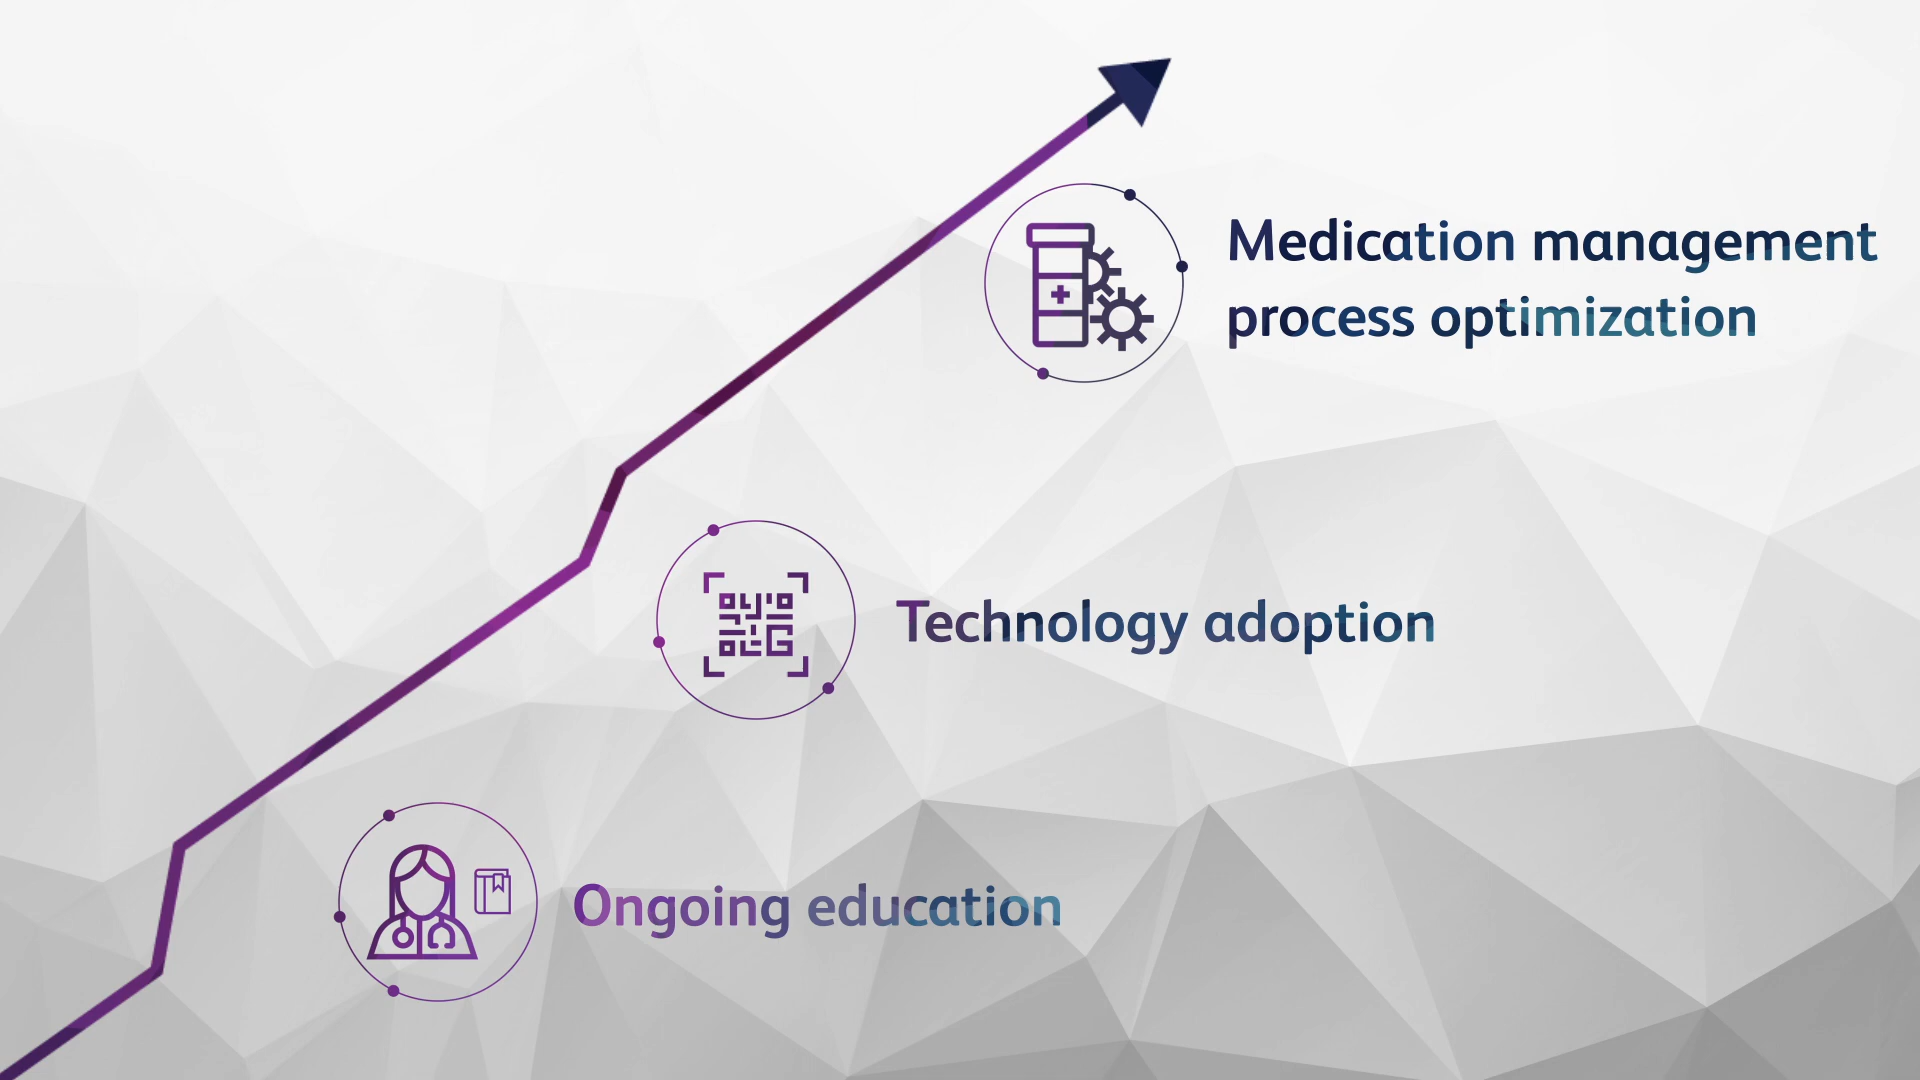 Medication management
process optimization
Technology adoption
Ongoing education